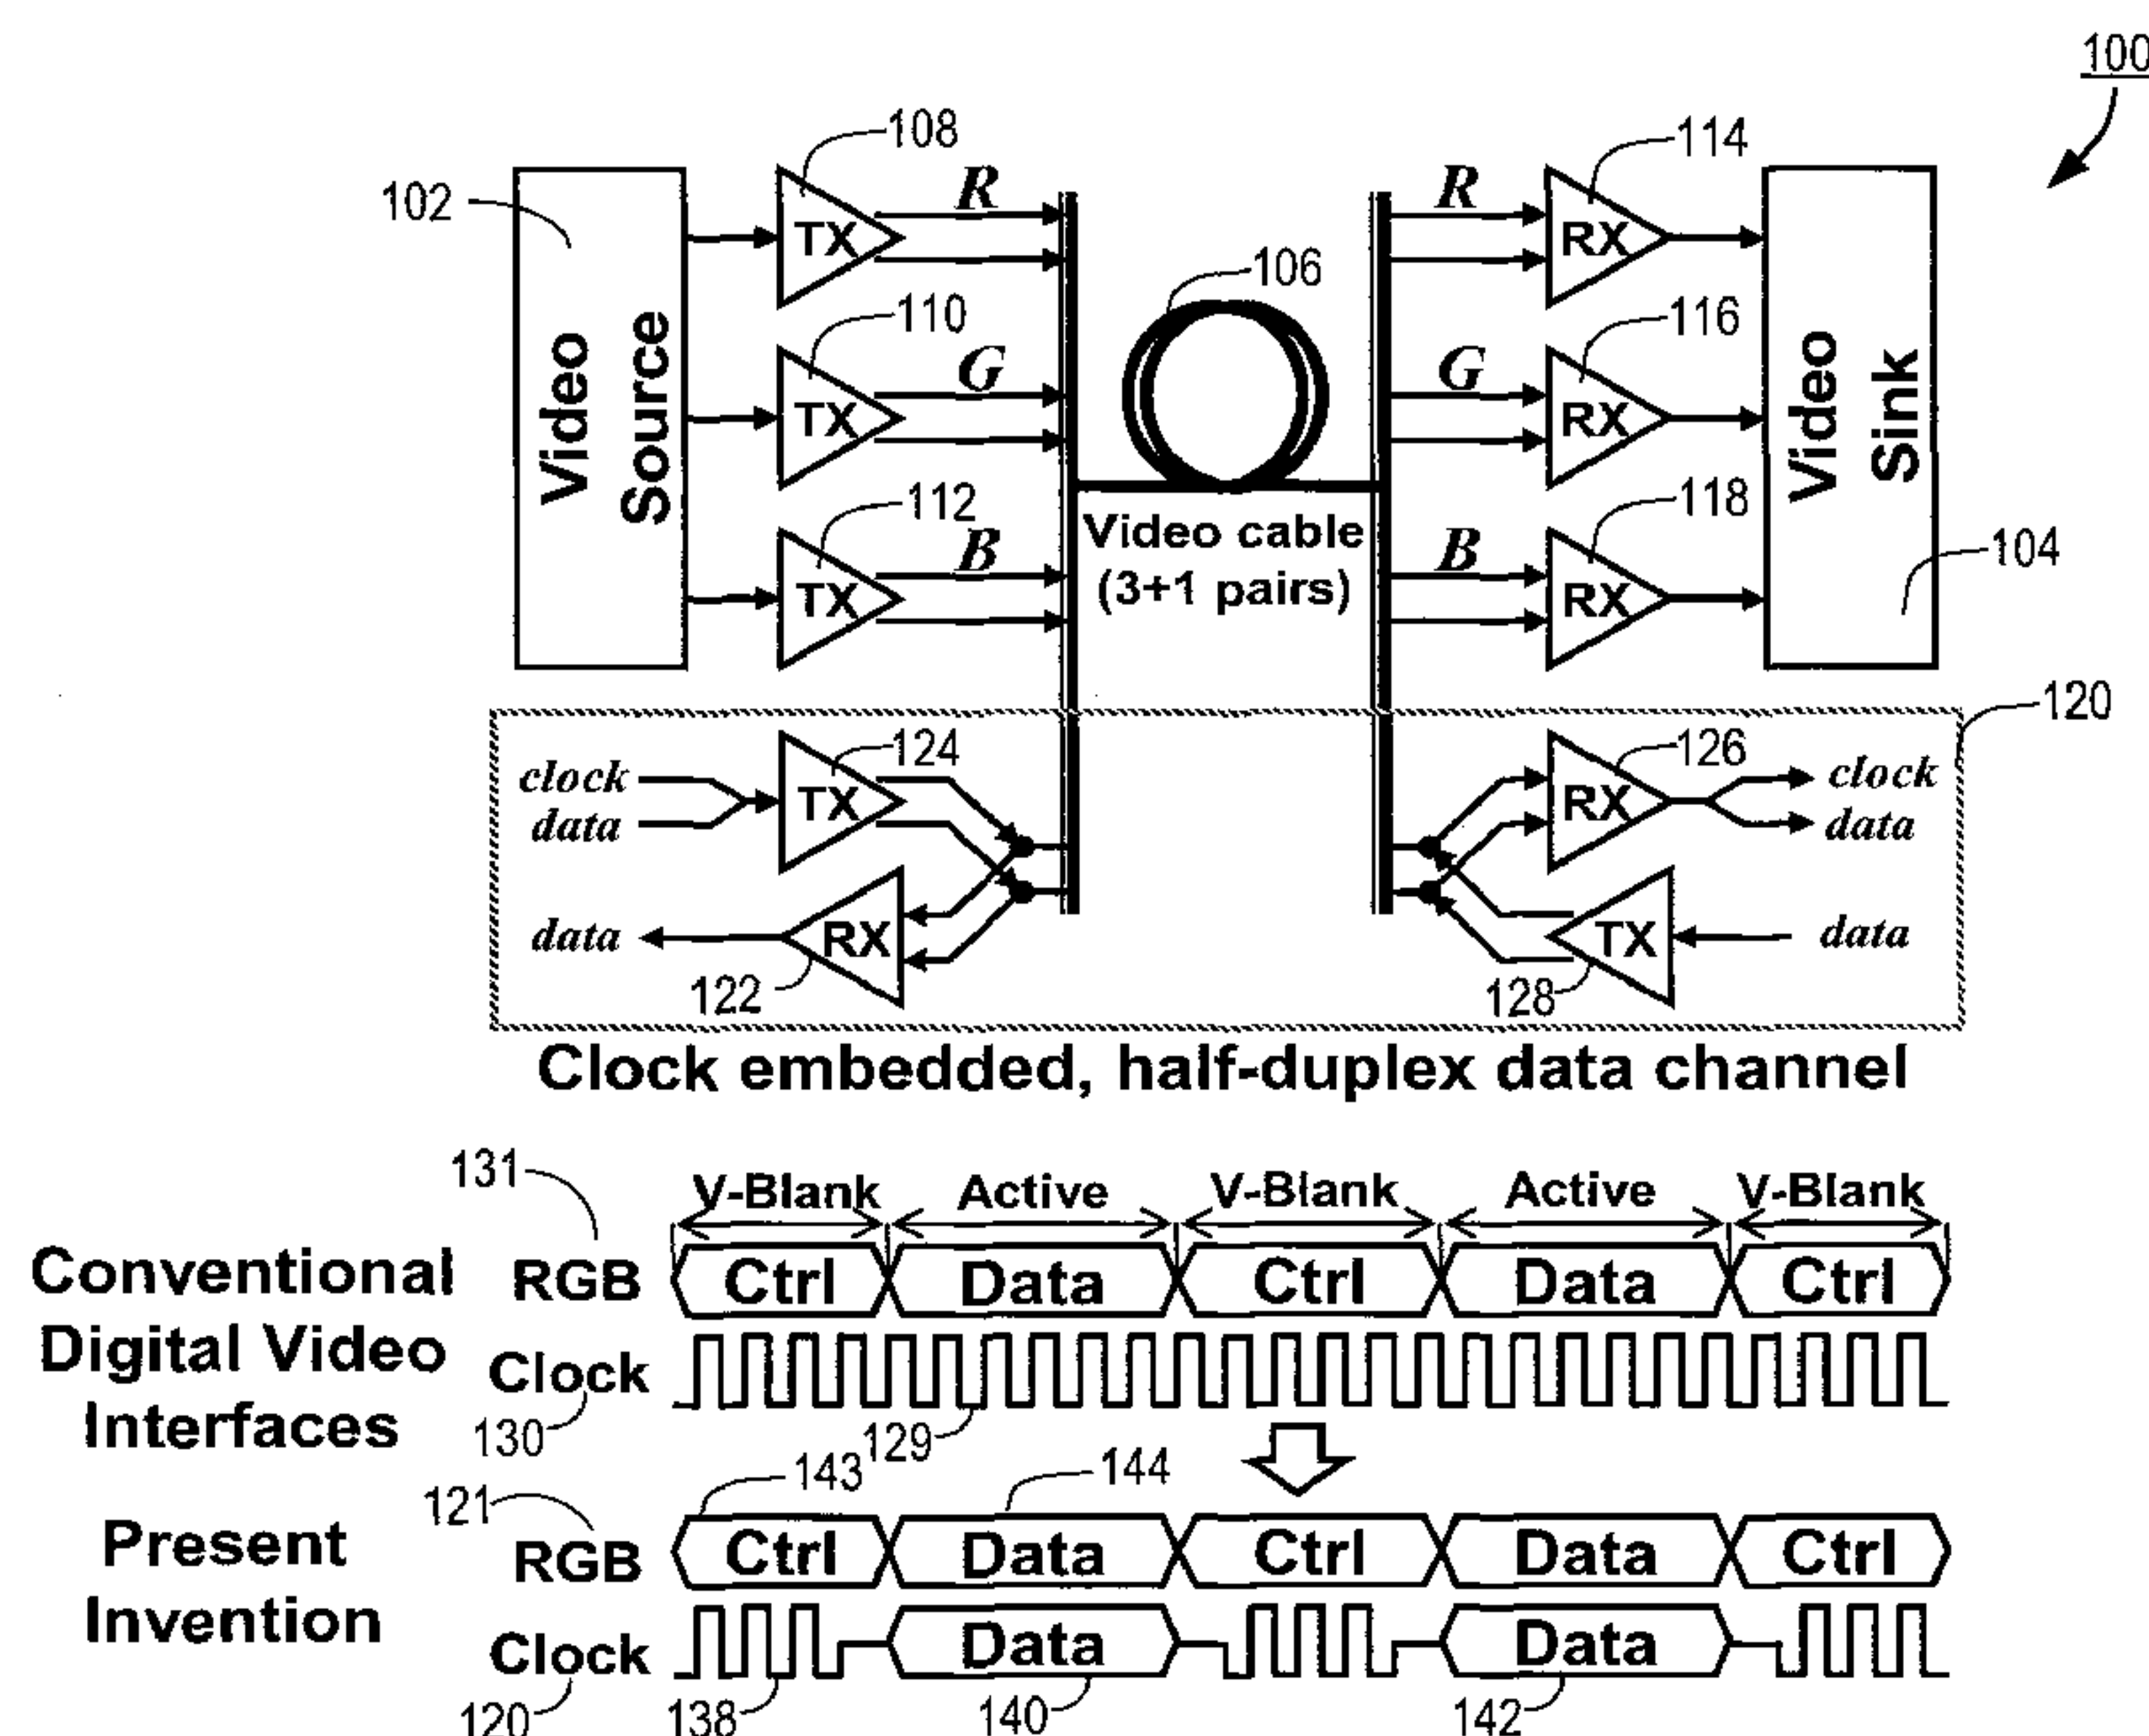 100
108
114
102
R
R
TX
RX
106
110
116
G
G
Video
Source
TX
RX
Video
Sink
112
118
B
Video cable
(3+1 pairs)
B
104
TX
RX
120
124
126
clock
data
TX
RX
clock
data
data
RX
TX
data
122
128
Clock embedded, half-duplex data channel
131
V-Blank Active V-Blank Active V-Blank
Conventional
Digital Video
Interfaces
RGB
Ctrl Data Ctrl Data Ctrl
Clock
130
129
143
144
121
Present
Invention
RGB
Ctrl Data Ctrl Data Ctrl
Clock
Data Data
120
138
140
142